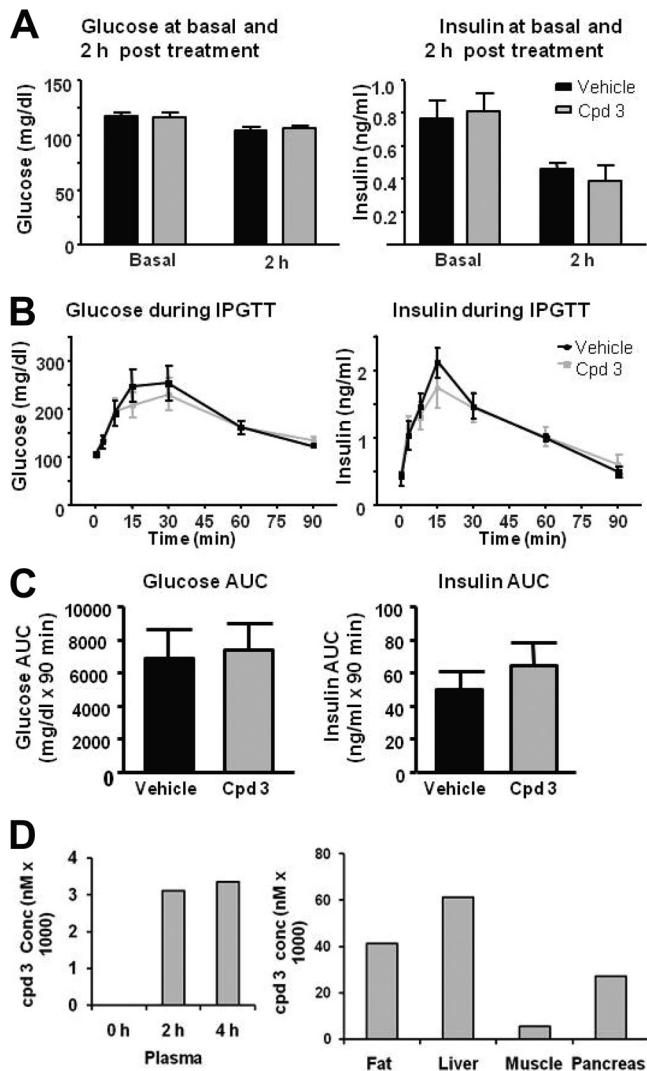 A
Glucose at basal and
2 h post treatment
Glucose (mg/dl)
150
100
50
0
Basal
2 h
Insulin at basal and
2 h post treatment
Insulin (ng/ml)
1.0
0.8
0.6
0.4
0.2
Basal
2 h
Vehicle
Cpd 3
B
Glucose during IPGTT
Glucose (mg/dl)
300
200
100
0
0 15 30 45 60 75 90
Time (min)
Insulin during IPGTT
Insulin (ng/ml)
2
1
0
0 15 30 45 60 75 90
Time (min)
Vehicle
Cpd 3
C
Glucose AUC
Glucose AUC
(mg/dl x 90 min)
10000
8000
6000
4000
2000
0
Vehicle
Cpd 3
Insulin AUC
Insulin AUC
(ng/ml x 90 min)
100
80
60
40
20
0
Vehicle
Cpd 3
D
cpd 3 Conc (nM x
1000)
4
3
2
1
0
0 h
2 h
4 h
Plasma
cpd 3 conc (nM x
1000)
80
60
40
20
0
Fat
Liver
Muscle
Pancreas